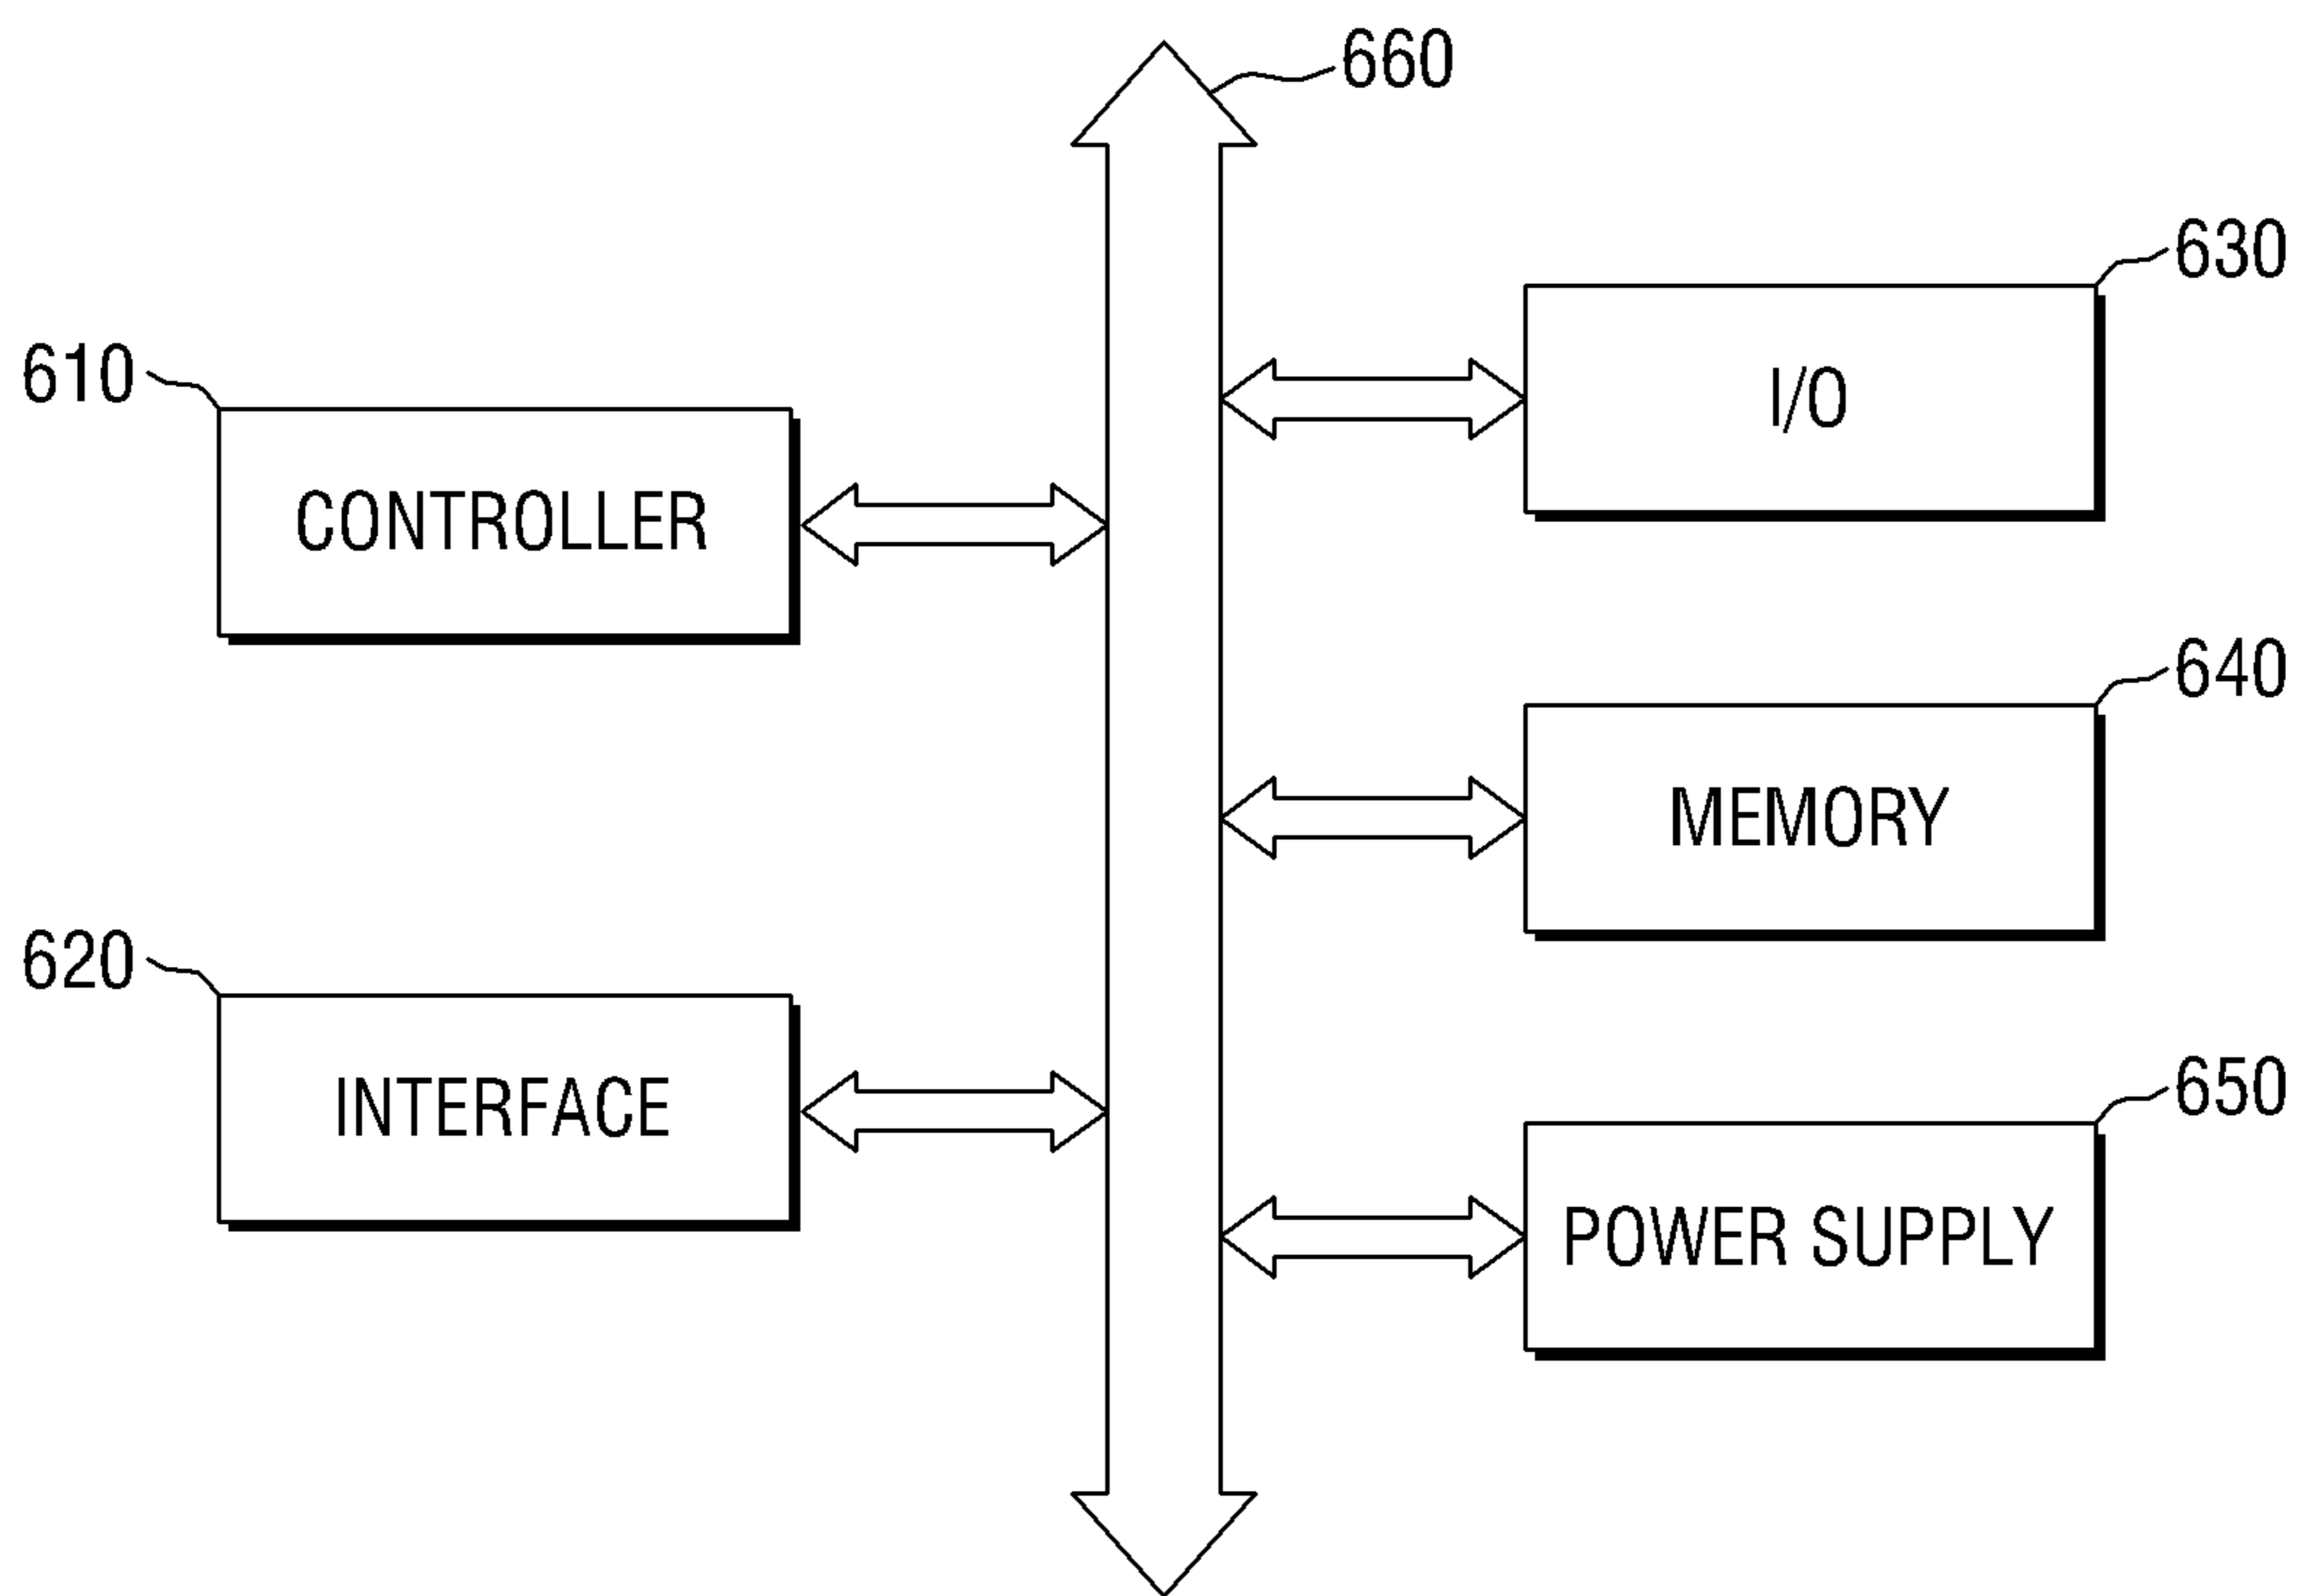 660
630
I/O
610
CONTROLLER
640
MEMORY
620
INTERFACE
650
POWER SUPPLY